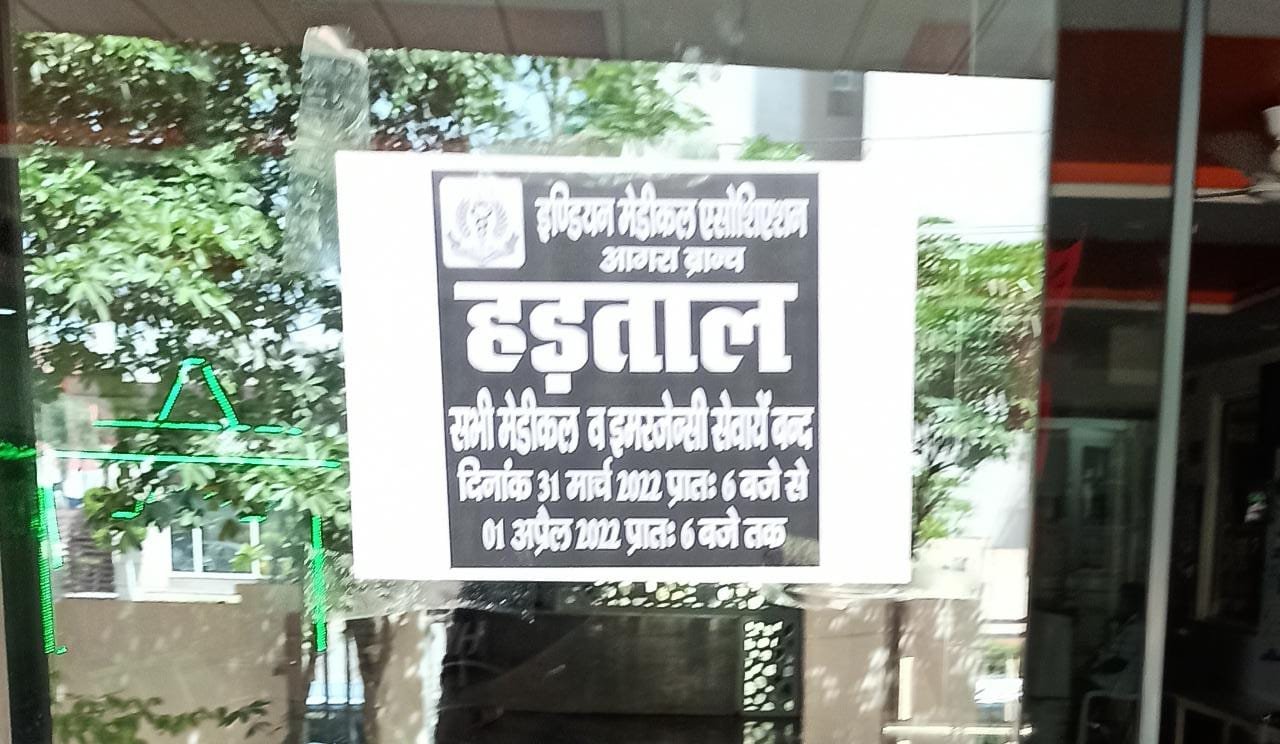 इण्डियन मेडीकल एसोशिएशन
आगरा ब्रान्च
हड़ताल
सभी मेडीकल व इमरजेन्सी सेवायें बन्द
दिनांक 31 मार्च 2022 प्रातः 6 बजे से
01 अप्रैल 2022 प्रातः 6 बजे तक